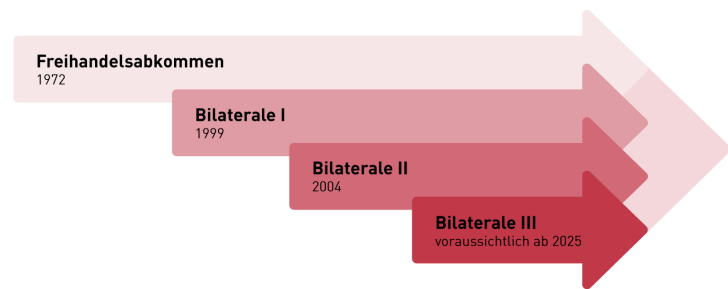 Freihandelsabkommen
1972
Bilaterale I
1999
Bilaterale II
2004
Bilaterale III
voraussichtlich ab 2025